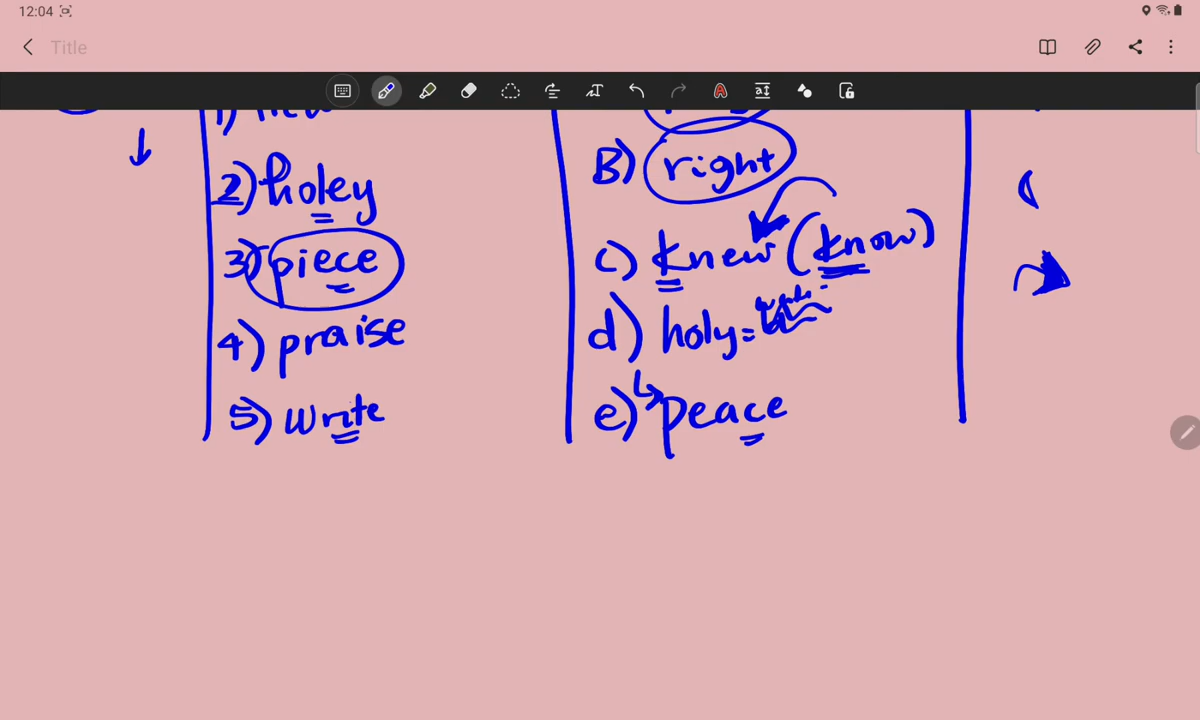 12:04
Title
2) holey
3) piece
4) praise
5) write
B) right
c) knew (know)
d) holy=
e) peace